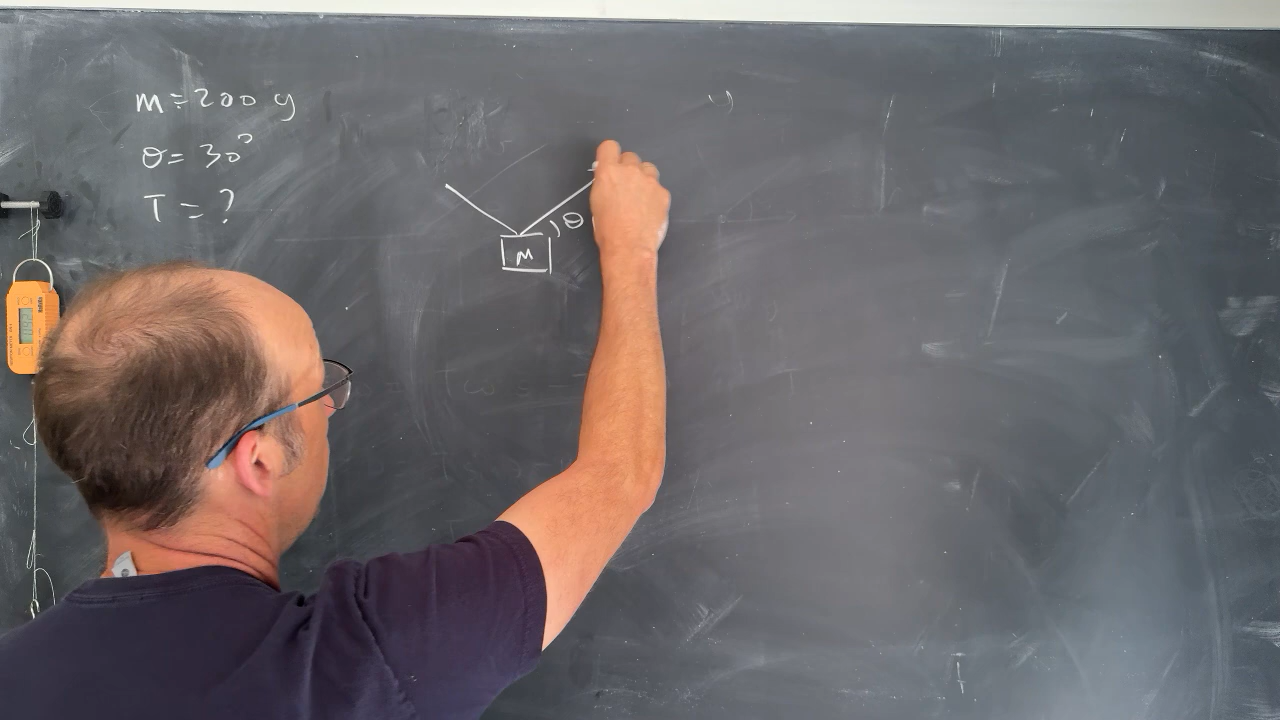 m = 200 g
θ = 30°
T = ?
θ
M